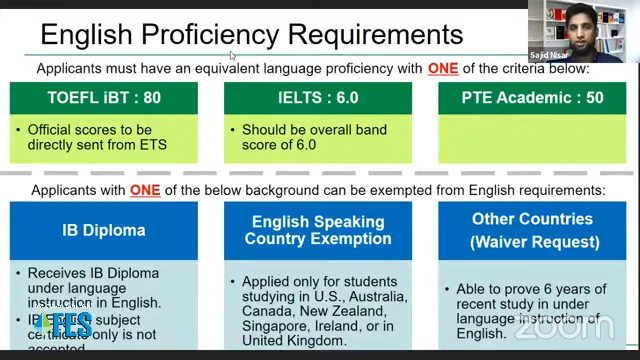 English Proficiency Requirements
Sajid Nisar
Applicants must have an equivalent language proficiency with ONE of the criteria below:
TOEFL iBT : 80
• Official scores to be
directly sent from ETS
IELTS : 6.0
• Should be overall band
score of 6.0
PTE Academic : 50
Applicants with ONE of the below background can be exempted from English requirements:
IB Diploma
• Receives IB Diploma
under language
instruction in English.
• IB English subject
certificate only is not
accepted
English Speaking
Country Exemption
• Applied only for students
studying in U.S., Australia,
Canada, New Zealand,
Singapore, Ireland, or in
United Kingdom.
Other Countries
(Waiver Request)
• Able to prove 6 years of
recent study in under
language instruction of
English.
FES
zoom